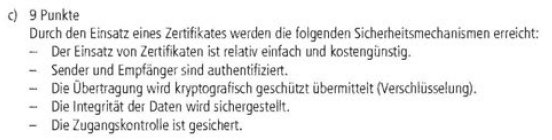 c) 9 Punkte
Durch den Einsatz eines Zertifikates werden die folgenden Sicherheitsmechanismen erreicht:
– Der Einsatz von Zertifikaten ist relativ einfach und kostengünstig.
– Sender und Empfänger sind authentifiziert.
– Die Übertragung wird kryptografisch geschützt übermittelt (Verschlüsselung).
– Die Integrität der Daten wird sichergestellt.
– Die Zugangskontrolle ist gesichert.